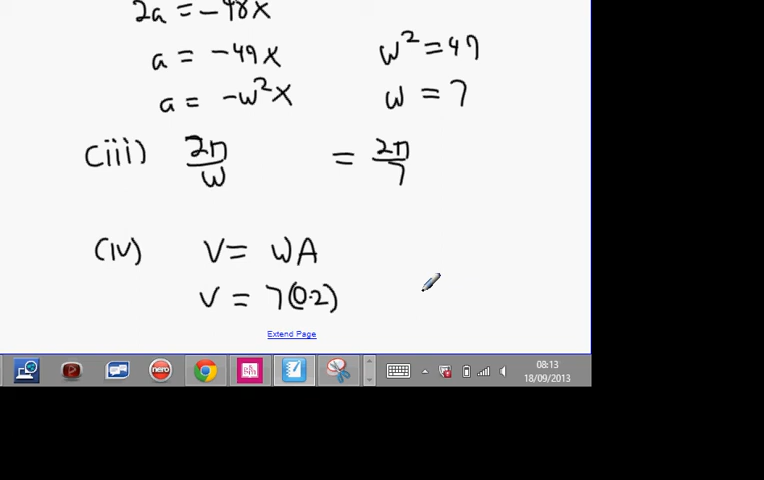 2a = -98x
a = -49x w² = 49
a = -w²x w = 7
(iii) 2π/w = 2π/7
(iv) V = WA
V = 7(0.2)
Extend Page
nero
08:13
18/09/2013